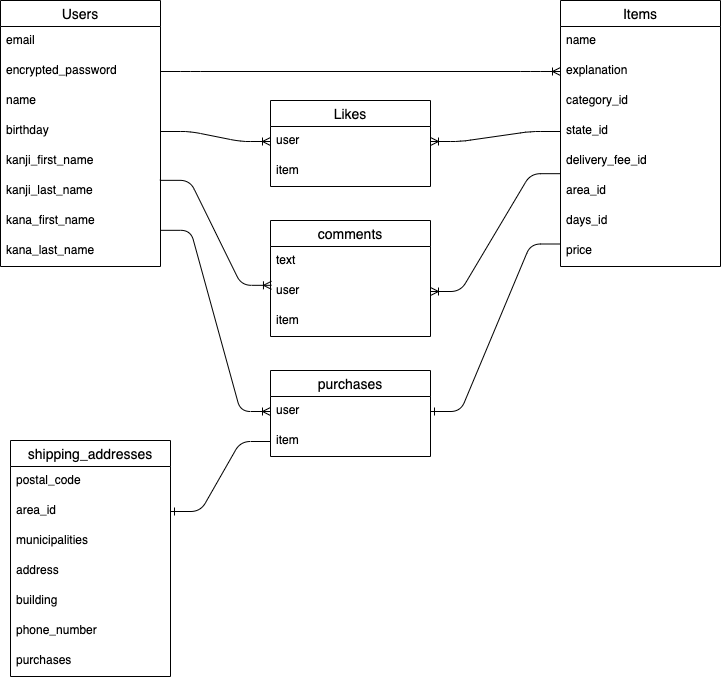 Users
email
encrypted_password
name
birthday
kanji_first_name
kanji_last_name
kana_first_name
kana_last_name
Items
name
explanation
category_id
state_id
delivery_fee_id
area_id
days_id
price
Likes
user
item
comments
text
user
item
purchases
user
item
shipping_addresses
postal_code
area_id
municipalities
address
building
phone_number
purchases